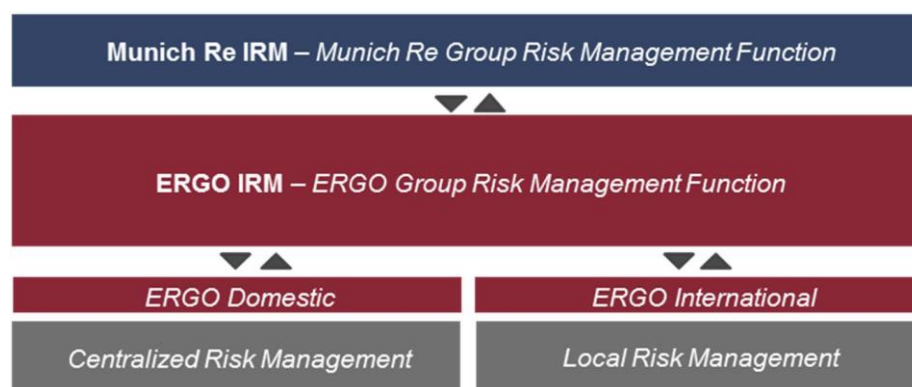 Munich Re IRM – Munich Re Group Risk Management Function
ERGO IRM – ERGO Group Risk Management Function
ERGO Domestic
ERGO International
Centralized Risk Management
Local Risk Management